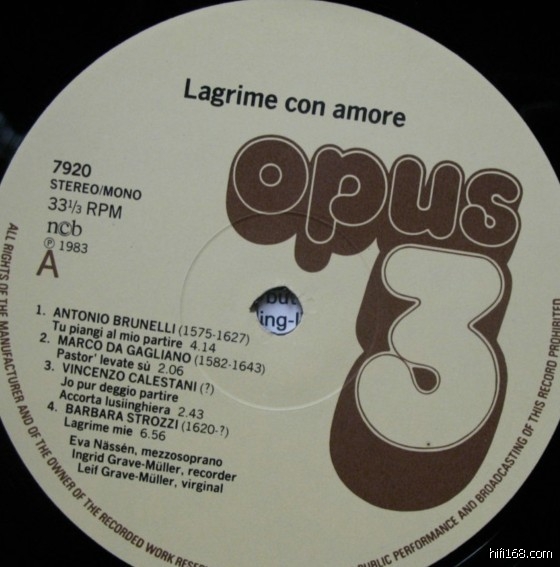 Lagrime con amore
opus
3
7920
STEREO/MONO
33⅓ RPM
ncb
Ⓟ 1983
A
1. ANTONIO BRUNELLI (1575-1627)
Tu piangi al mio partire 4.14
2. MARCO DA GAGLIANO (1582-1643)
Pastor' levate sù 2.06
3. VINCENZO CALESTANI (?)
Jo pur deggio partire
Accorta lusiinghiera 2.43
4. BARBARA STROZZI (1620-?)
Lagrime mie 6.56
Eva Nässén, mezzosoprano
Ingrid Grave-Müller, recorder
Leif Grave-Müller, virginal
but
ing-l
ALL RIGHTS OF THE MANUFACTURER AND OF THE OWNER OF THE RECORDED WORK RESER
PUBLIC PERFORMANCE AND BROADCASTING OF THIS RECORD PROHIBITED
hifi168.com